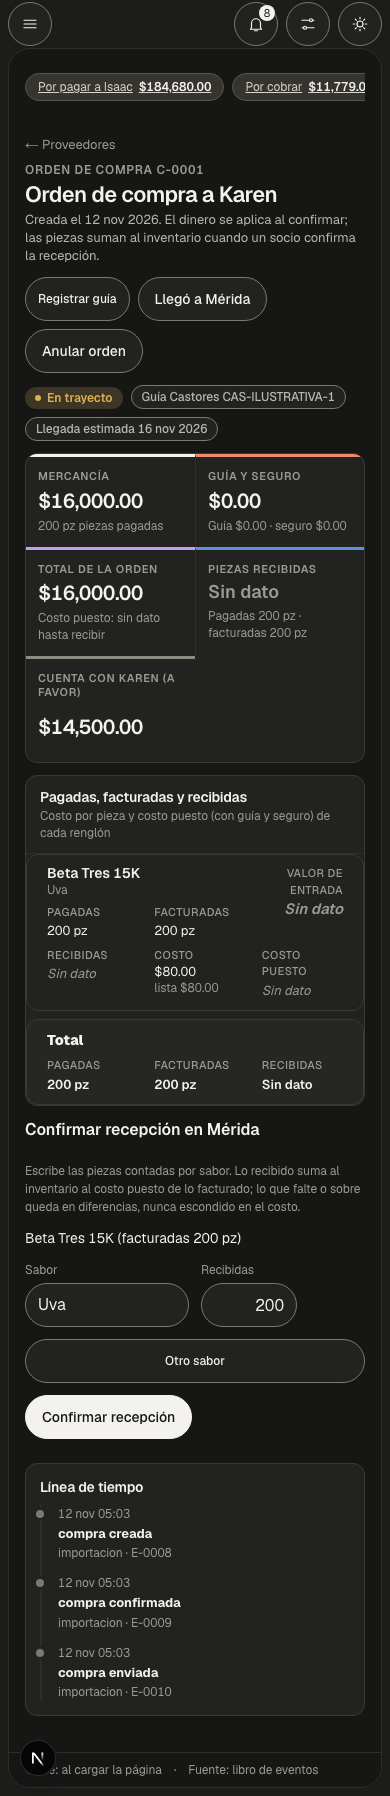 8
Por pagar a Isaac $184,680.00 Por cobrar
← Proveedores
ORDEN DE COMPRA C-0001
Orden de compra a Karen
Creada el 12 nov 2026. El dinero se aplica al confirmar;
las piezas suman al inventario cuando un socio confirma
la recepción.
Registrar guía Llegó a Mérida
Anular orden
En trayecto Guía Castores CAS-ILUSTRATIVA-1
Llegada estimada 16 nov 2026
MERCANCÍA
$16,000.00
200 pz piezas pagadas
GUÍA Y SEGURO
$0.00
Guía $0.00 · seguro $0.00
TOTAL DE LA ORDEN
$16,000.00
Costo puesto: sin dato
hasta recibir
PIEZAS RECIBIDAS
Sin dato
Pagadas 200 pz ·
facturadas 200 pz
CUENTA CON KAREN (A
FAVOR)
$14,500.00
Pagadas, facturadas y recibidas
Costo por pieza y costo puesto (con guía y seguro) de
cada renglón
Beta Tres 15K
Uva
VALOR DE
ENTRADA
Sin dato
PAGADAS
200 pz
FACTURADAS
200 pz
RECIBIDAS
Sin dato
COSTO
$80.00
lista $80.00
COSTO
PUESTO
Sin dato
Total
PAGADAS
200 pz
FACTURADAS
200 pz
RECIBIDAS
Sin dato
Confirmar recepción en Mérida
Escribe las piezas contadas por sabor. Lo recibido suma al
inventario al costo puesto de lo facturado; lo que falte o sobre
queda en diferencias, nunca escondido en el costo.
Beta Tres 15K (facturadas 200 pz)
Sabor
Uva
Recibidas
200
Otro sabor
Confirmar recepción
Línea de tiempo
12 nov 05:03
compra creada
importacion · E-0008
12 nov 05:03
compra confirmada
importacion · E-0009
12 nov 05:03
compra enviada
importacion · E-0010
N
al cargar la página · Fuente: libro de eventos